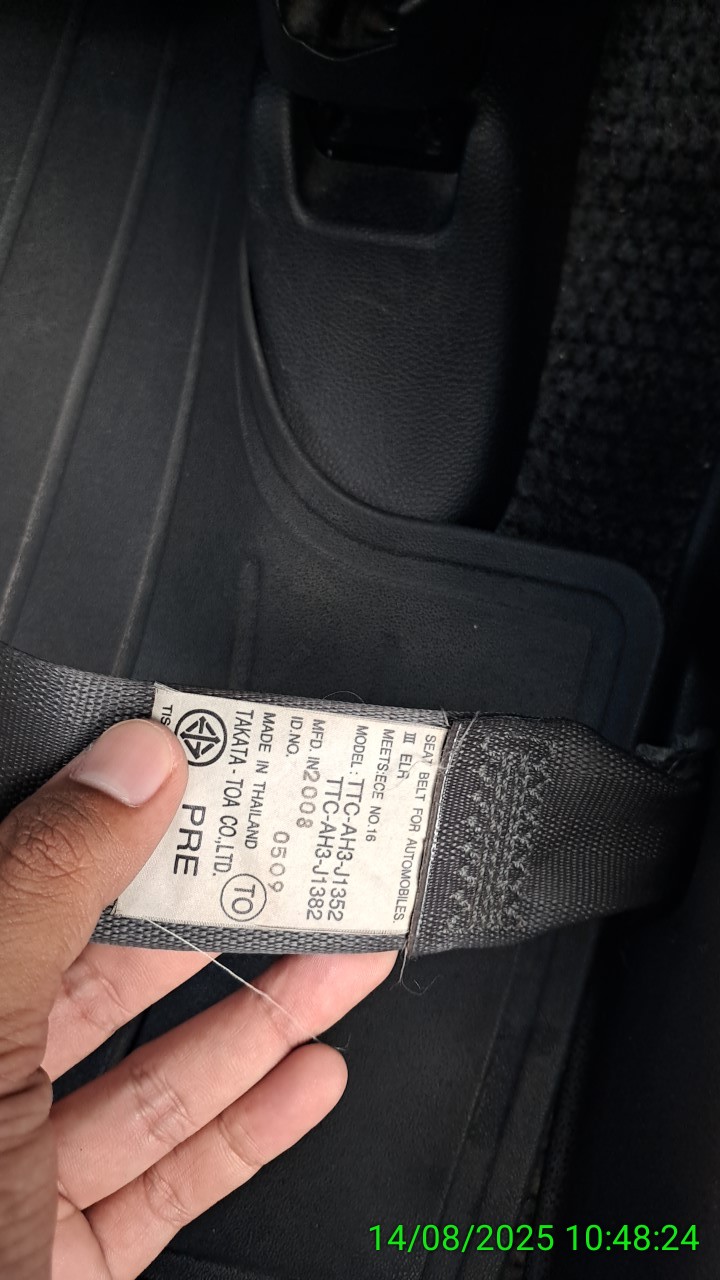 SEAT BELT FOR AUTOMOBILES.
III ELR
MEETS:ECE NO.16
MODEL: TTC-AH3-J1352
TTC-AH3-J1382
MFD. IN 2008
ID.NO. 0509
MADE IN THAILAND
TAKATA-TOA CO.,LTD. TO
PRE
TIS
14/08/2025 10:48:24